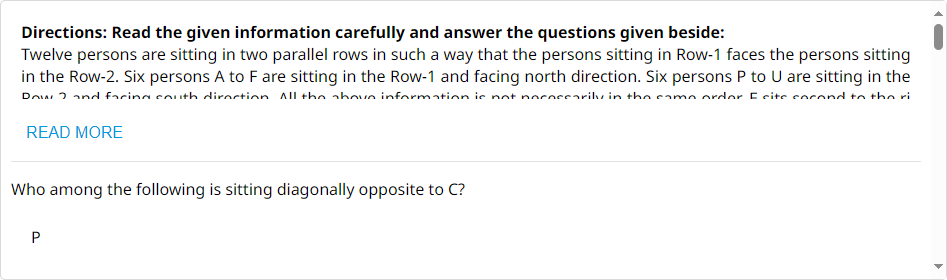 Directions: Read the given information carefully and answer the questions given beside:
Twelve persons are sitting in two parallel rows in such a way that the persons sitting in Row-1 faces the persons sitting
in the Row-2. Six persons A to F are sitting in the Row-1 and facing north direction. Six persons P to U are sitting in the
Row-2 and facing south direction. All the above information is not necessarily in the same order. F sits second to the ri
READ MORE
Who among the following is sitting diagonally opposite to C?
P